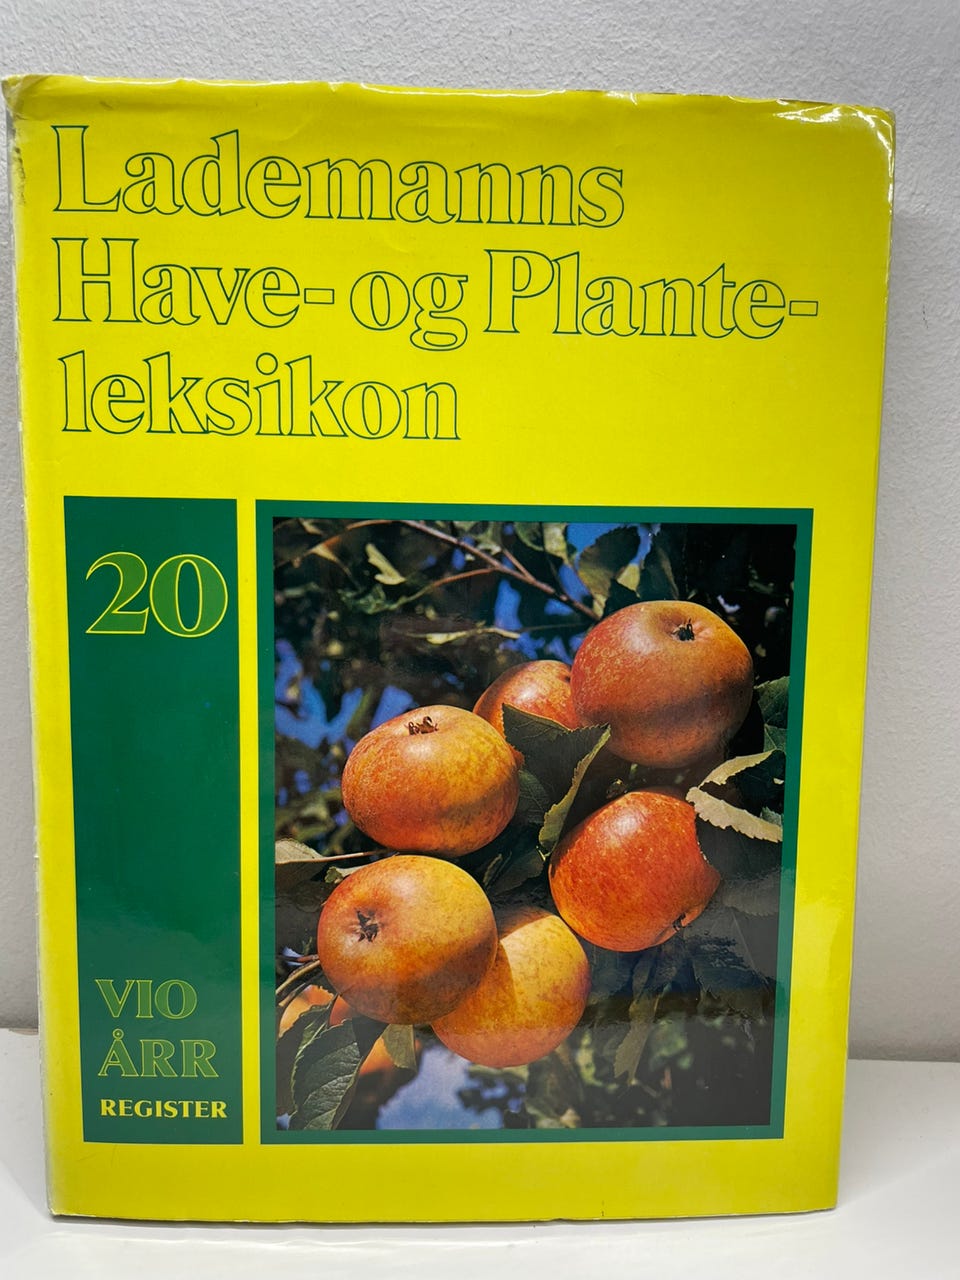 Lademanns
Have- og Plante-
leksikon
20
VIO
ÅRR
REGISTER